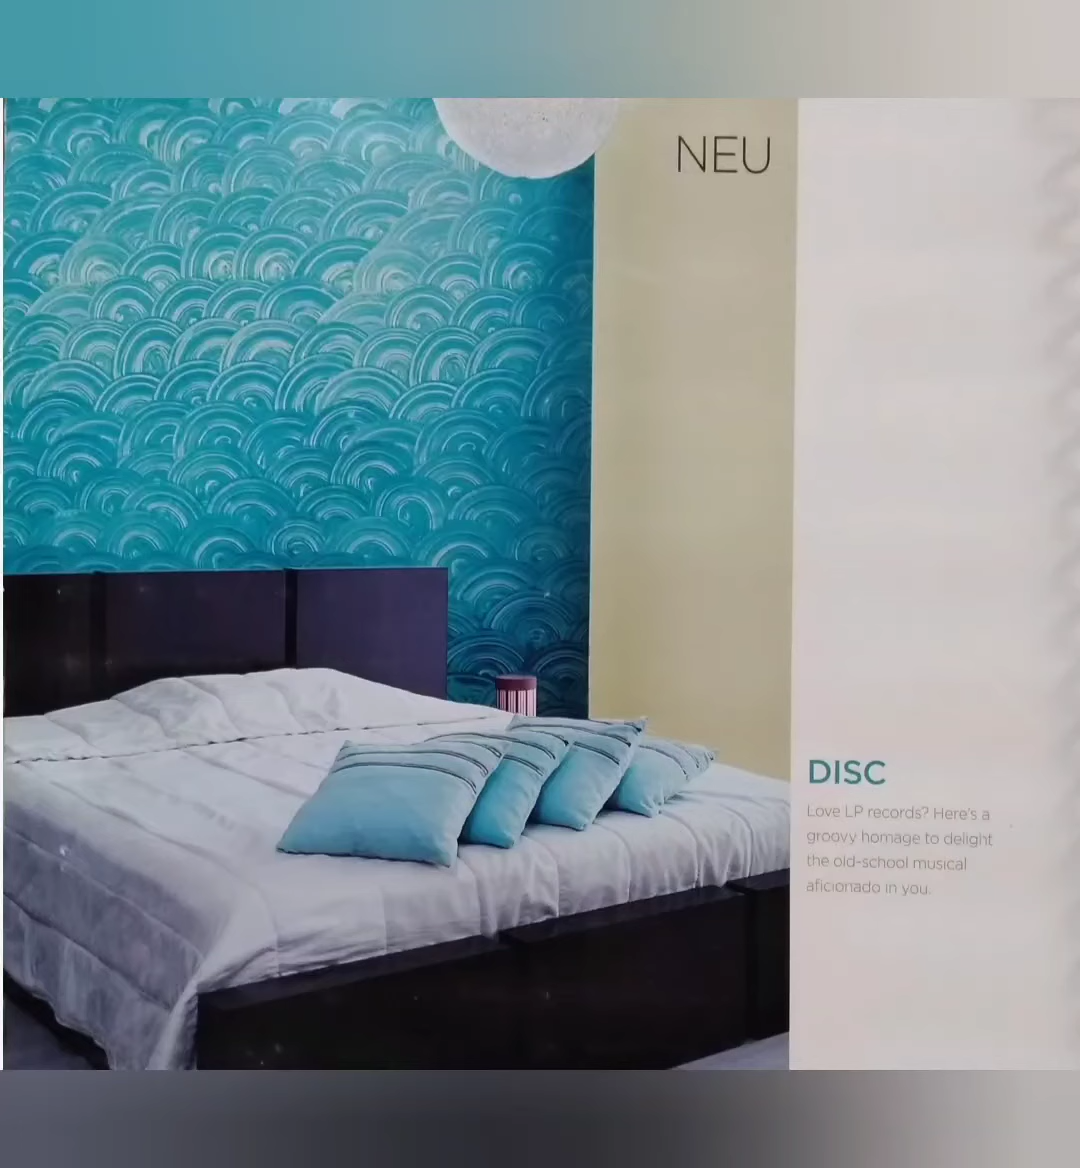 NEU
DISC
Love LP records? Here's a
groovy homage to delight
the old-school musical
aficionado in you.